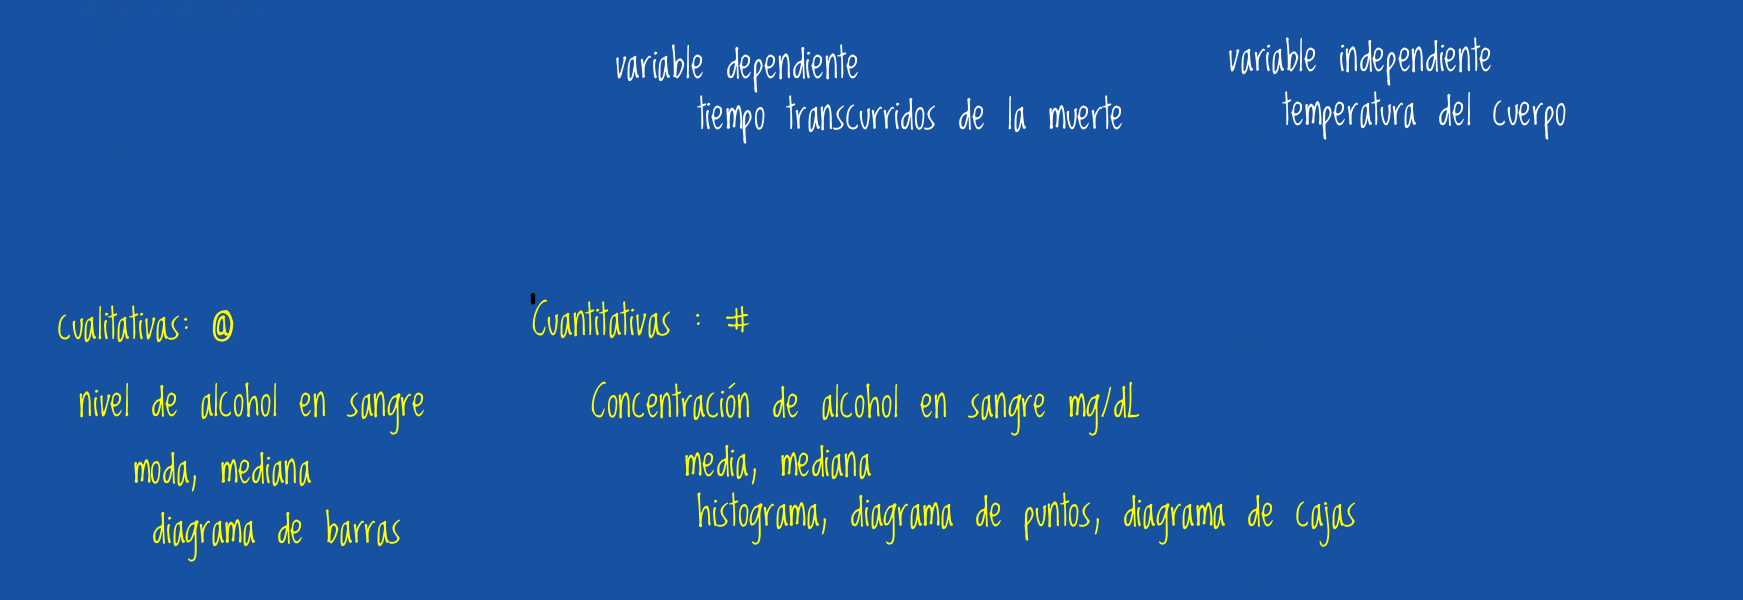 variable dependiente
tiempo transcurridos de la muerte
variable independiente
temperatura del cuerpo
cualitativas: @
nivel de alcohol en sangre
moda, mediana
diagrama de barras
Cuantitativas : #
Concentración de alcohol en sangre mg/dL
media, mediana
histograma, diagrama de puntos, diagrama de cajas